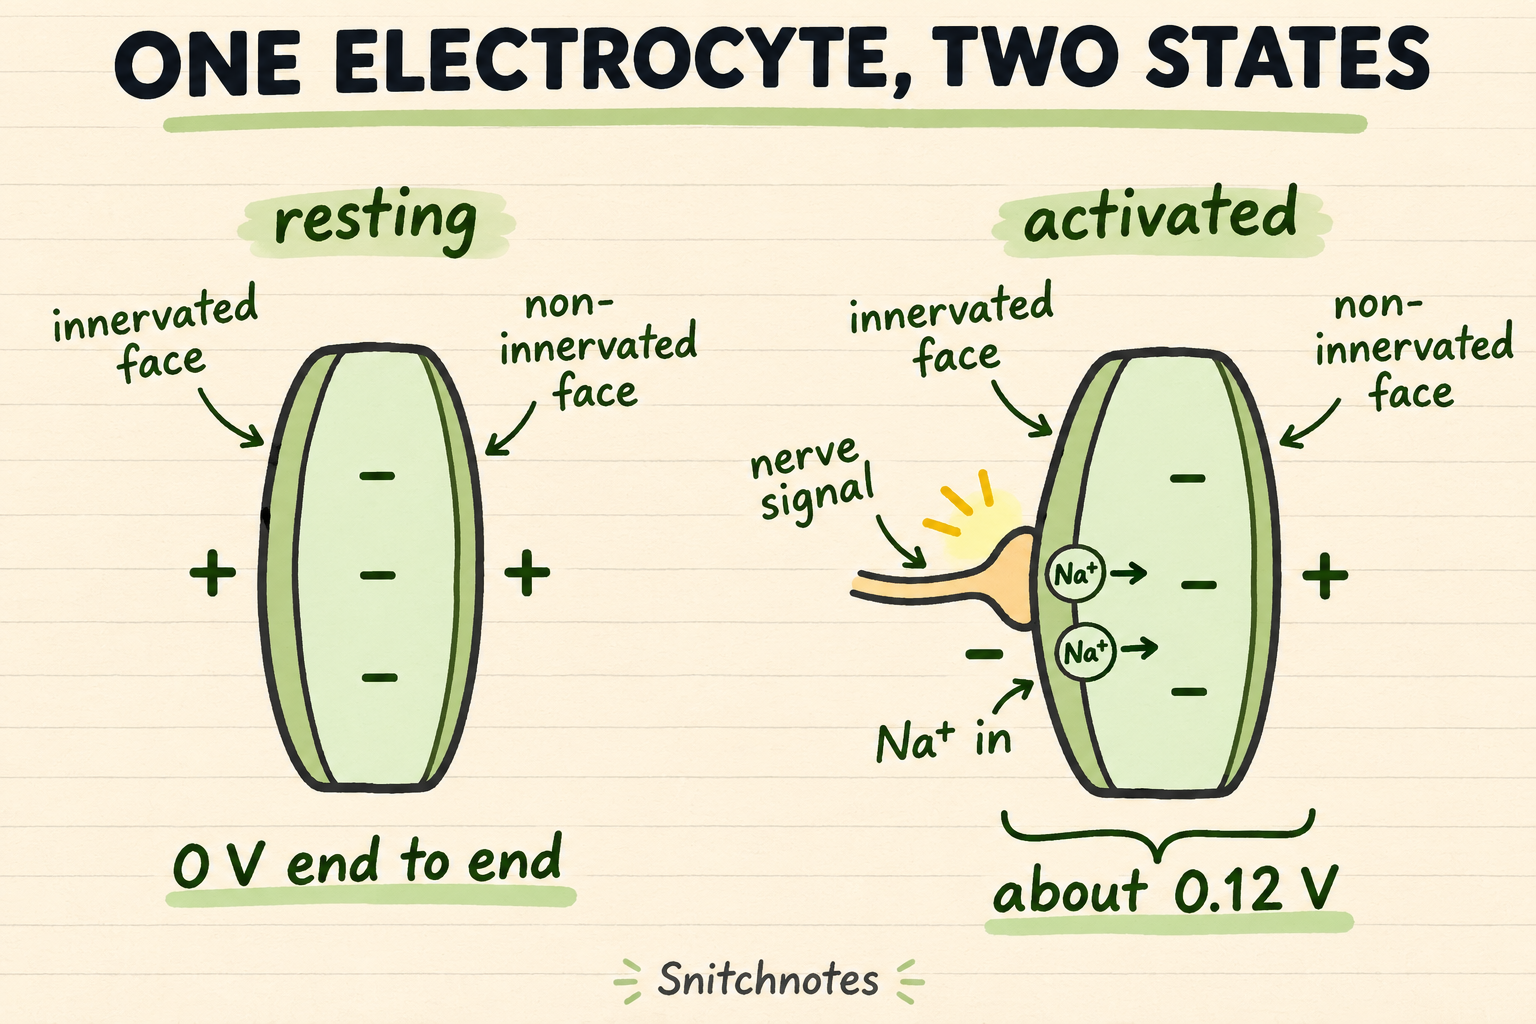 ONE ELECTROCYTE, TWO STATES
resting
innervated
face
non-
innervated
face
−
−
−
+
+
0 V end to end
activated
innervated
face
non-
innervated
face
nerve
signal
Na⁺
Na⁺
−
−
−
−
+
Na⁺ in
about 0.12 V
Snitchnotes